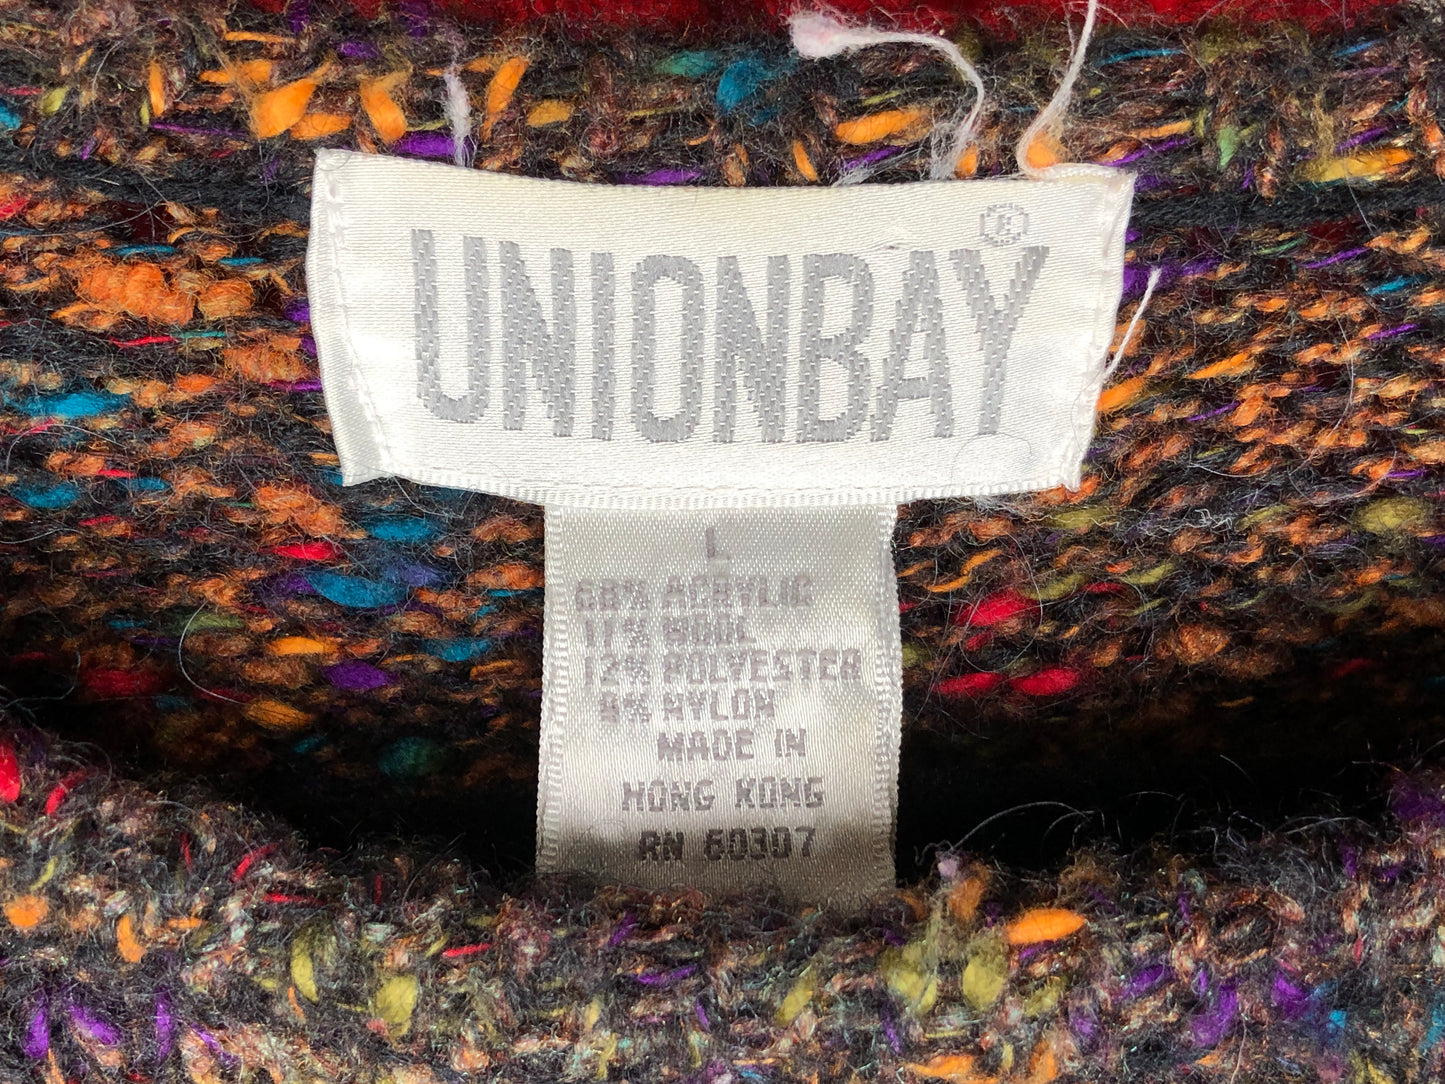 UNIONBAY®
L
68% ACRYLIC
11% WOOL
12% POLYESTER
9% NYLON
MADE IN
HONG KONG
RN 60307